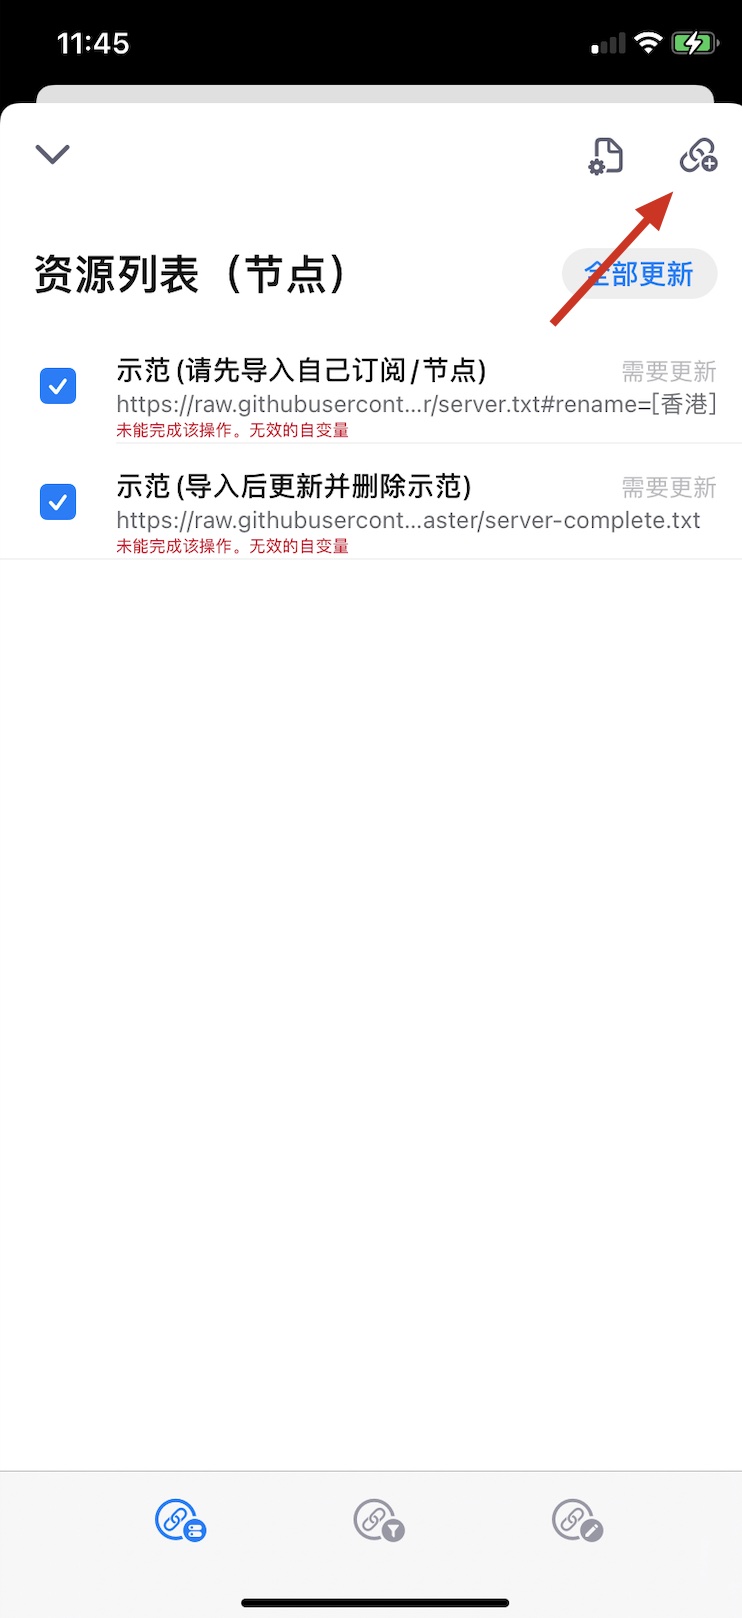 11:45
资源列表（节点）
全部更新
示范(请先导入自己订阅/节点)
需要更新
https://raw.githubusercont...r/server.txt#rename=[香港]
未能完成该操作。无效的自变量
示范(导入后更新并删除示范)
需要更新
https://raw.githubusercont...aster/server-complete.txt
未能完成该操作。无效的自变量